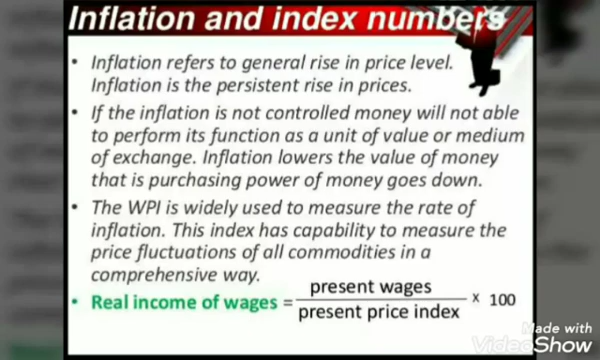 Inflation and index numbers
• Inflation refers to general rise in price level.
Inflation is the persistent rise in prices.
• If the inflation is not controlled money will not able
to perform its function as a unit of value or medium
of exchange. Inflation lowers the value of money
that is purchasing power of money goes down.
• The WPI is widely used to measure the rate of
inflation. This index has capability to measure the
price fluctuations of all commodities in a
comprehensive way.
• Real income of wages = present wages / present price index x 100
Made with
VideoShow